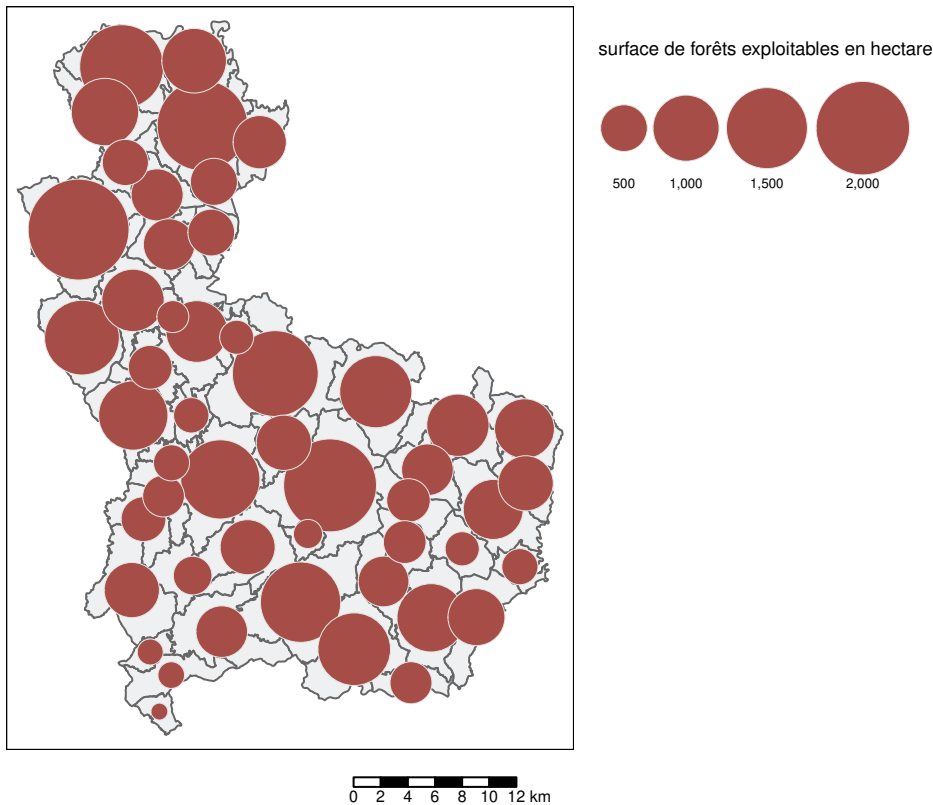 surface de forêts exploitables en hectare
500 1,000 1,500 2,000
0 2 4 6 8 10 12 km